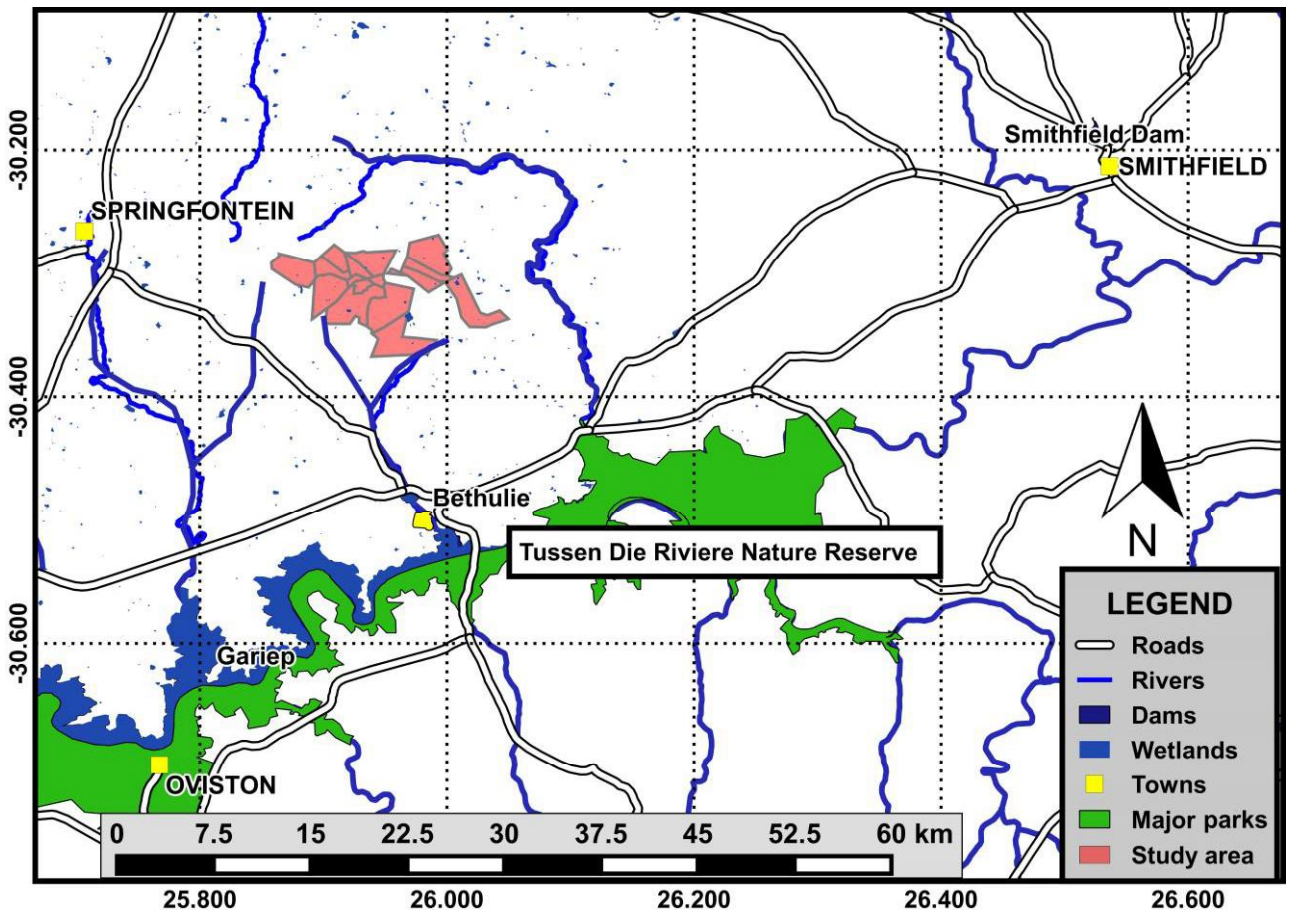 -30.200
-30.400
-30.600
Smithfield Dam
SMITHFIELD
SPRINGFONTEIN
Bethulie
Tussen Die Riviere Nature Reserve
Gariep
OVISTON
N
LEGEND
Roads
Rivers
Dams
Wetlands
Towns
Major parks
Study area
0 7.5 15 22.5 30 37.5 45 52.5 60 km
25.800 26.000 26.200 26.400 26.600